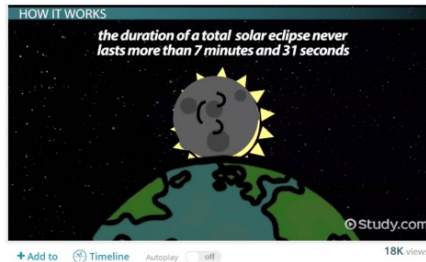 HOW IT WORKS
the duration of a total solar eclipse never
lasts more than 7 minutes and 31 seconds
Study.com
+ Add to Timeline Autoplay off 18K views